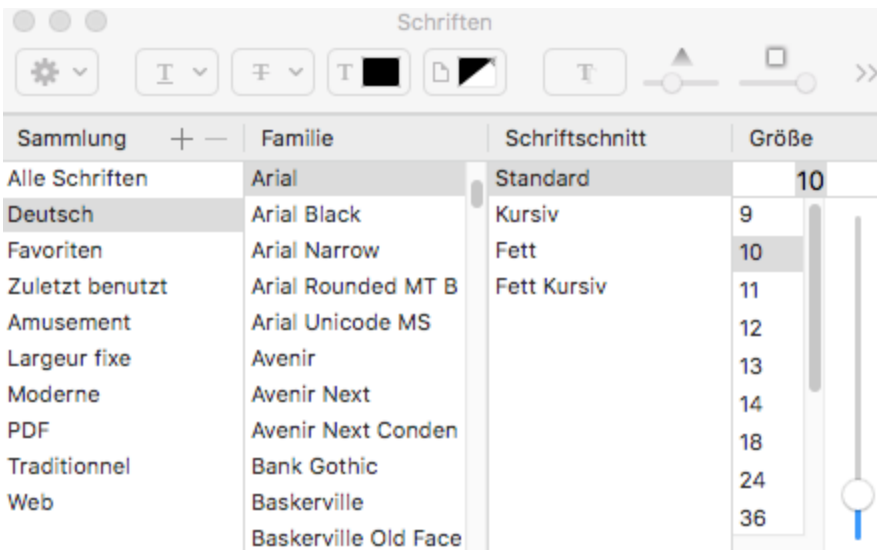 Schriften
T T T T
Sammlung + − Familie Schriftschnitt Größe
Alle Schriften Arial Standard 10
Deutsch Arial Black Kursiv 9
Favoriten Arial Narrow Fett 10
Zuletzt benutzt Arial Rounded MT B Fett Kursiv 11
Amusement Arial Unicode MS 12
Largeur fixe Avenir 13
Moderne Avenir Next 14
PDF Avenir Next Conden 18
Traditionnel Bank Gothic 24
Web Baskerville 36
Baskerville Old Face